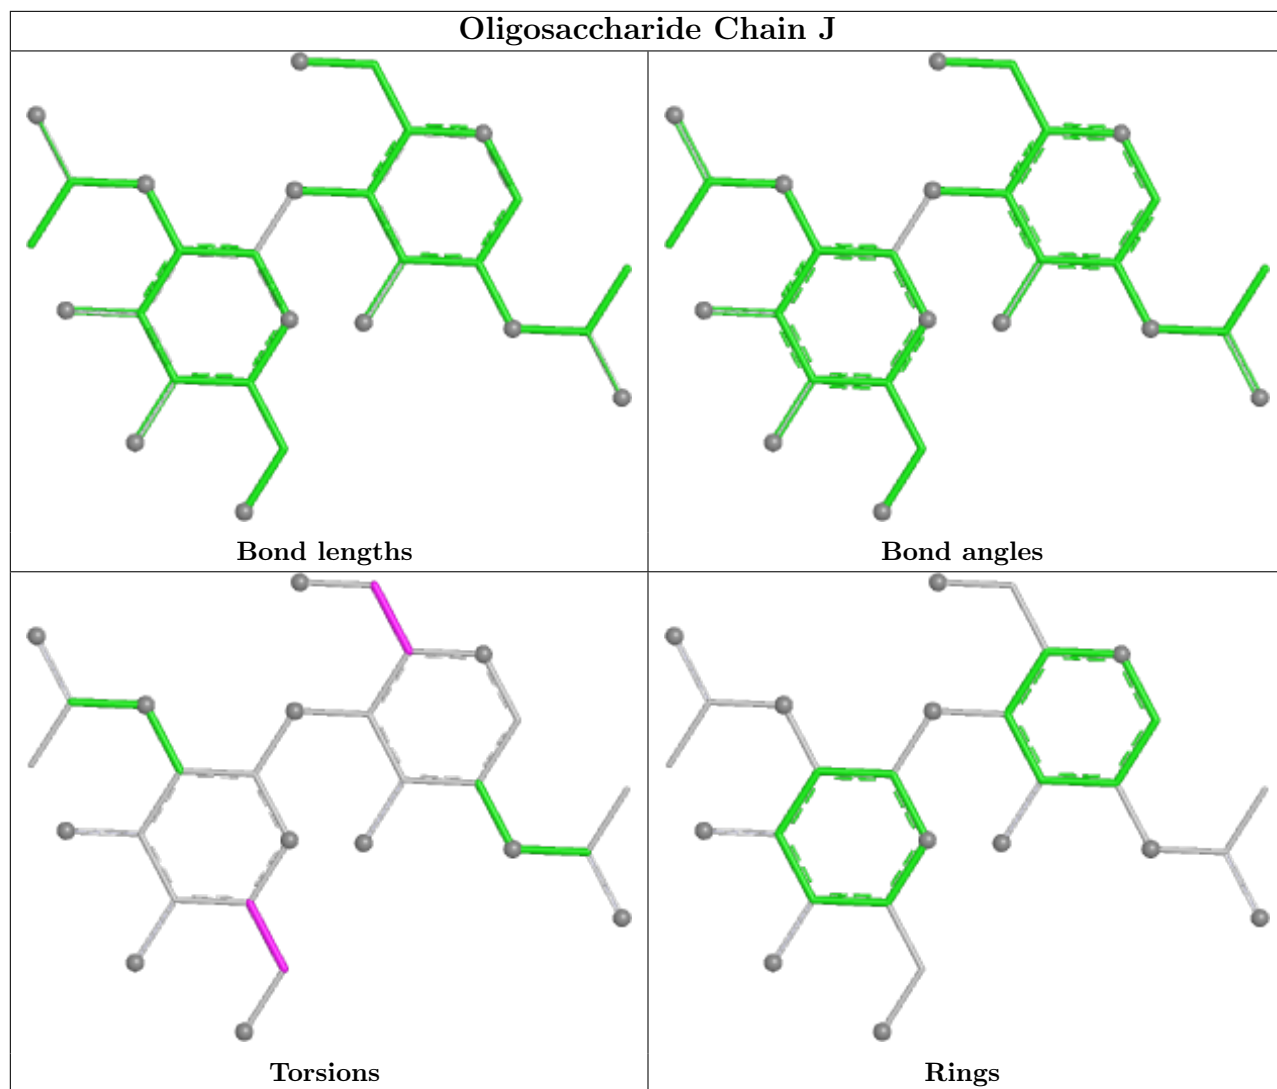 Oligosaccharide Chain J
Bond lengths
Bond angles
Torsions
Rings